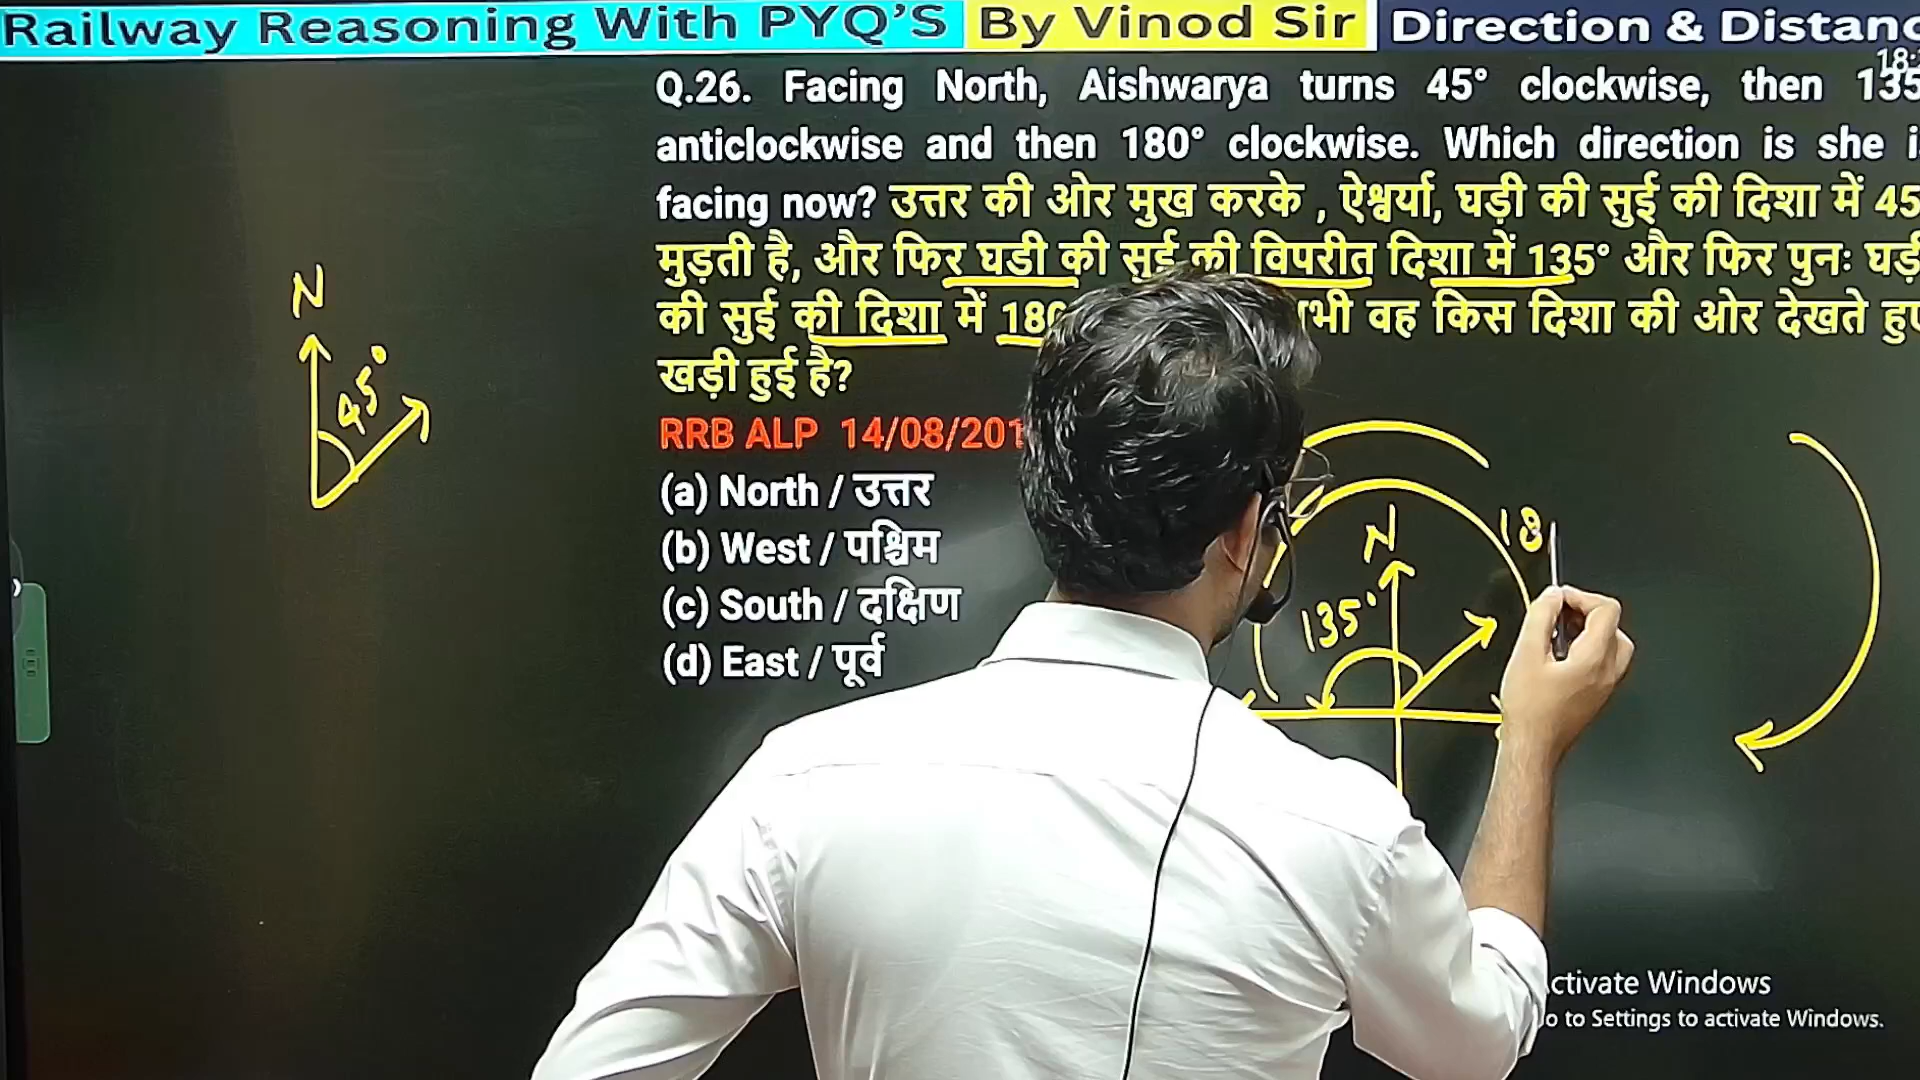 Railway Reasoning With PYQ'S By Vinod Sir Direction & Distanc
18:
Q.26. Facing North, Aishwarya turns 45° clockwise, then 135
anticlockwise and then 180° clockwise. Which direction is she i
facing now? उत्तर की ओर मुख करके , ऐश्वर्या, घड़ी की सुई की दिशा में 45
मुड़ती है, और फिर घडी की सुई की विपरीत दिशा में 135° और फिर पुनः घड़ी
की सुई की दिशा में 180 भी वह किस दिशा की ओर देखते हुए
खड़ी हुई है?
RRB ALP 14/08/201
(a) North / उत्तर
(b) West / पश्चिम
(c) South / दक्षिण
(d) East / पूर्व
N
45°
N
135°
18
ctivate Windows
o to Settings to activate Windows.